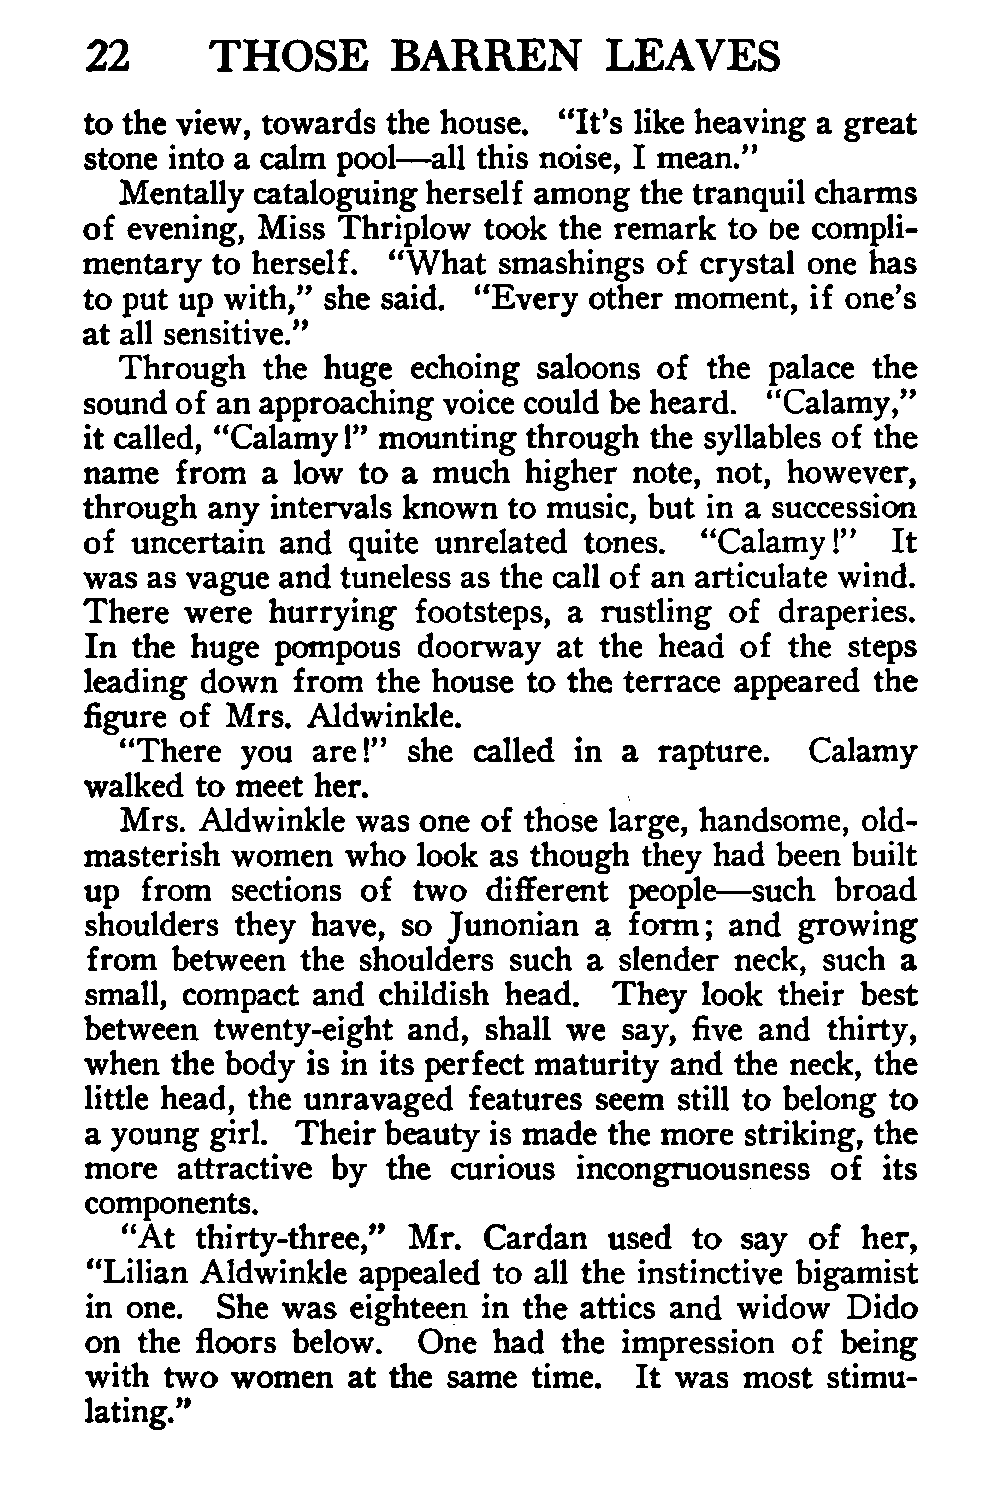 22 THOSE BARREN LEAVES
to the view, towards the house. “It’s like heaving a great
stone into a calm pool—all this noise, I mean.”
Mentally cataloguing herself among the tranquil charms
of evening, Miss Thriplow took the remark to be compli-
mentary to herself. “What smashings of crystal one has
to put up with,” she said. “Every other moment, if one’s
at all sensitive.”
Through the huge echoing saloons of the palace the
sound of an approaching voice could be heard. “Calamy,”
it called, “Calamy!” mounting through the syllables of the
name from a low to a much higher note, not, however,
through any intervals known to music, but in a succession
of uncertain and quite unrelated tones. “Calamy!” It
was as vague and tuneless as the call of an articulate wind.
There were hurrying footsteps, a rustling of draperies.
In the huge pompous doorway at the head of the steps
leading down from the house to the terrace appeared the
figure of Mrs. Aldwinkle.
“There you are!” she called in a rapture. Calamy
walked to meet her.
Mrs. Aldwinkle was one of those large, handsome, old-
masterish women who look as though they had been built
up from sections of two different people—such broad
shoulders they have, so Junonian a form; and growing
from between the shoulders such a slender neck, such a
small, compact and childish head. They look their best
between twenty-eight and, shall we say, five and thirty,
when the body is in its perfect maturity and the neck, the
little head, the unravaged features seem still to belong to
a young girl. Their beauty is made the more striking, the
more attractive by the curious incongruousness of its
components.
“At thirty-three,” Mr. Cardan used to say of her,
“Lilian Aldwinkle appealed to all the instinctive bigamist
in one. She was eighteen in the attics and widow Dido
on the floors below. One had the impression of being
with two women at the same time. It was most stimu-
lating.”